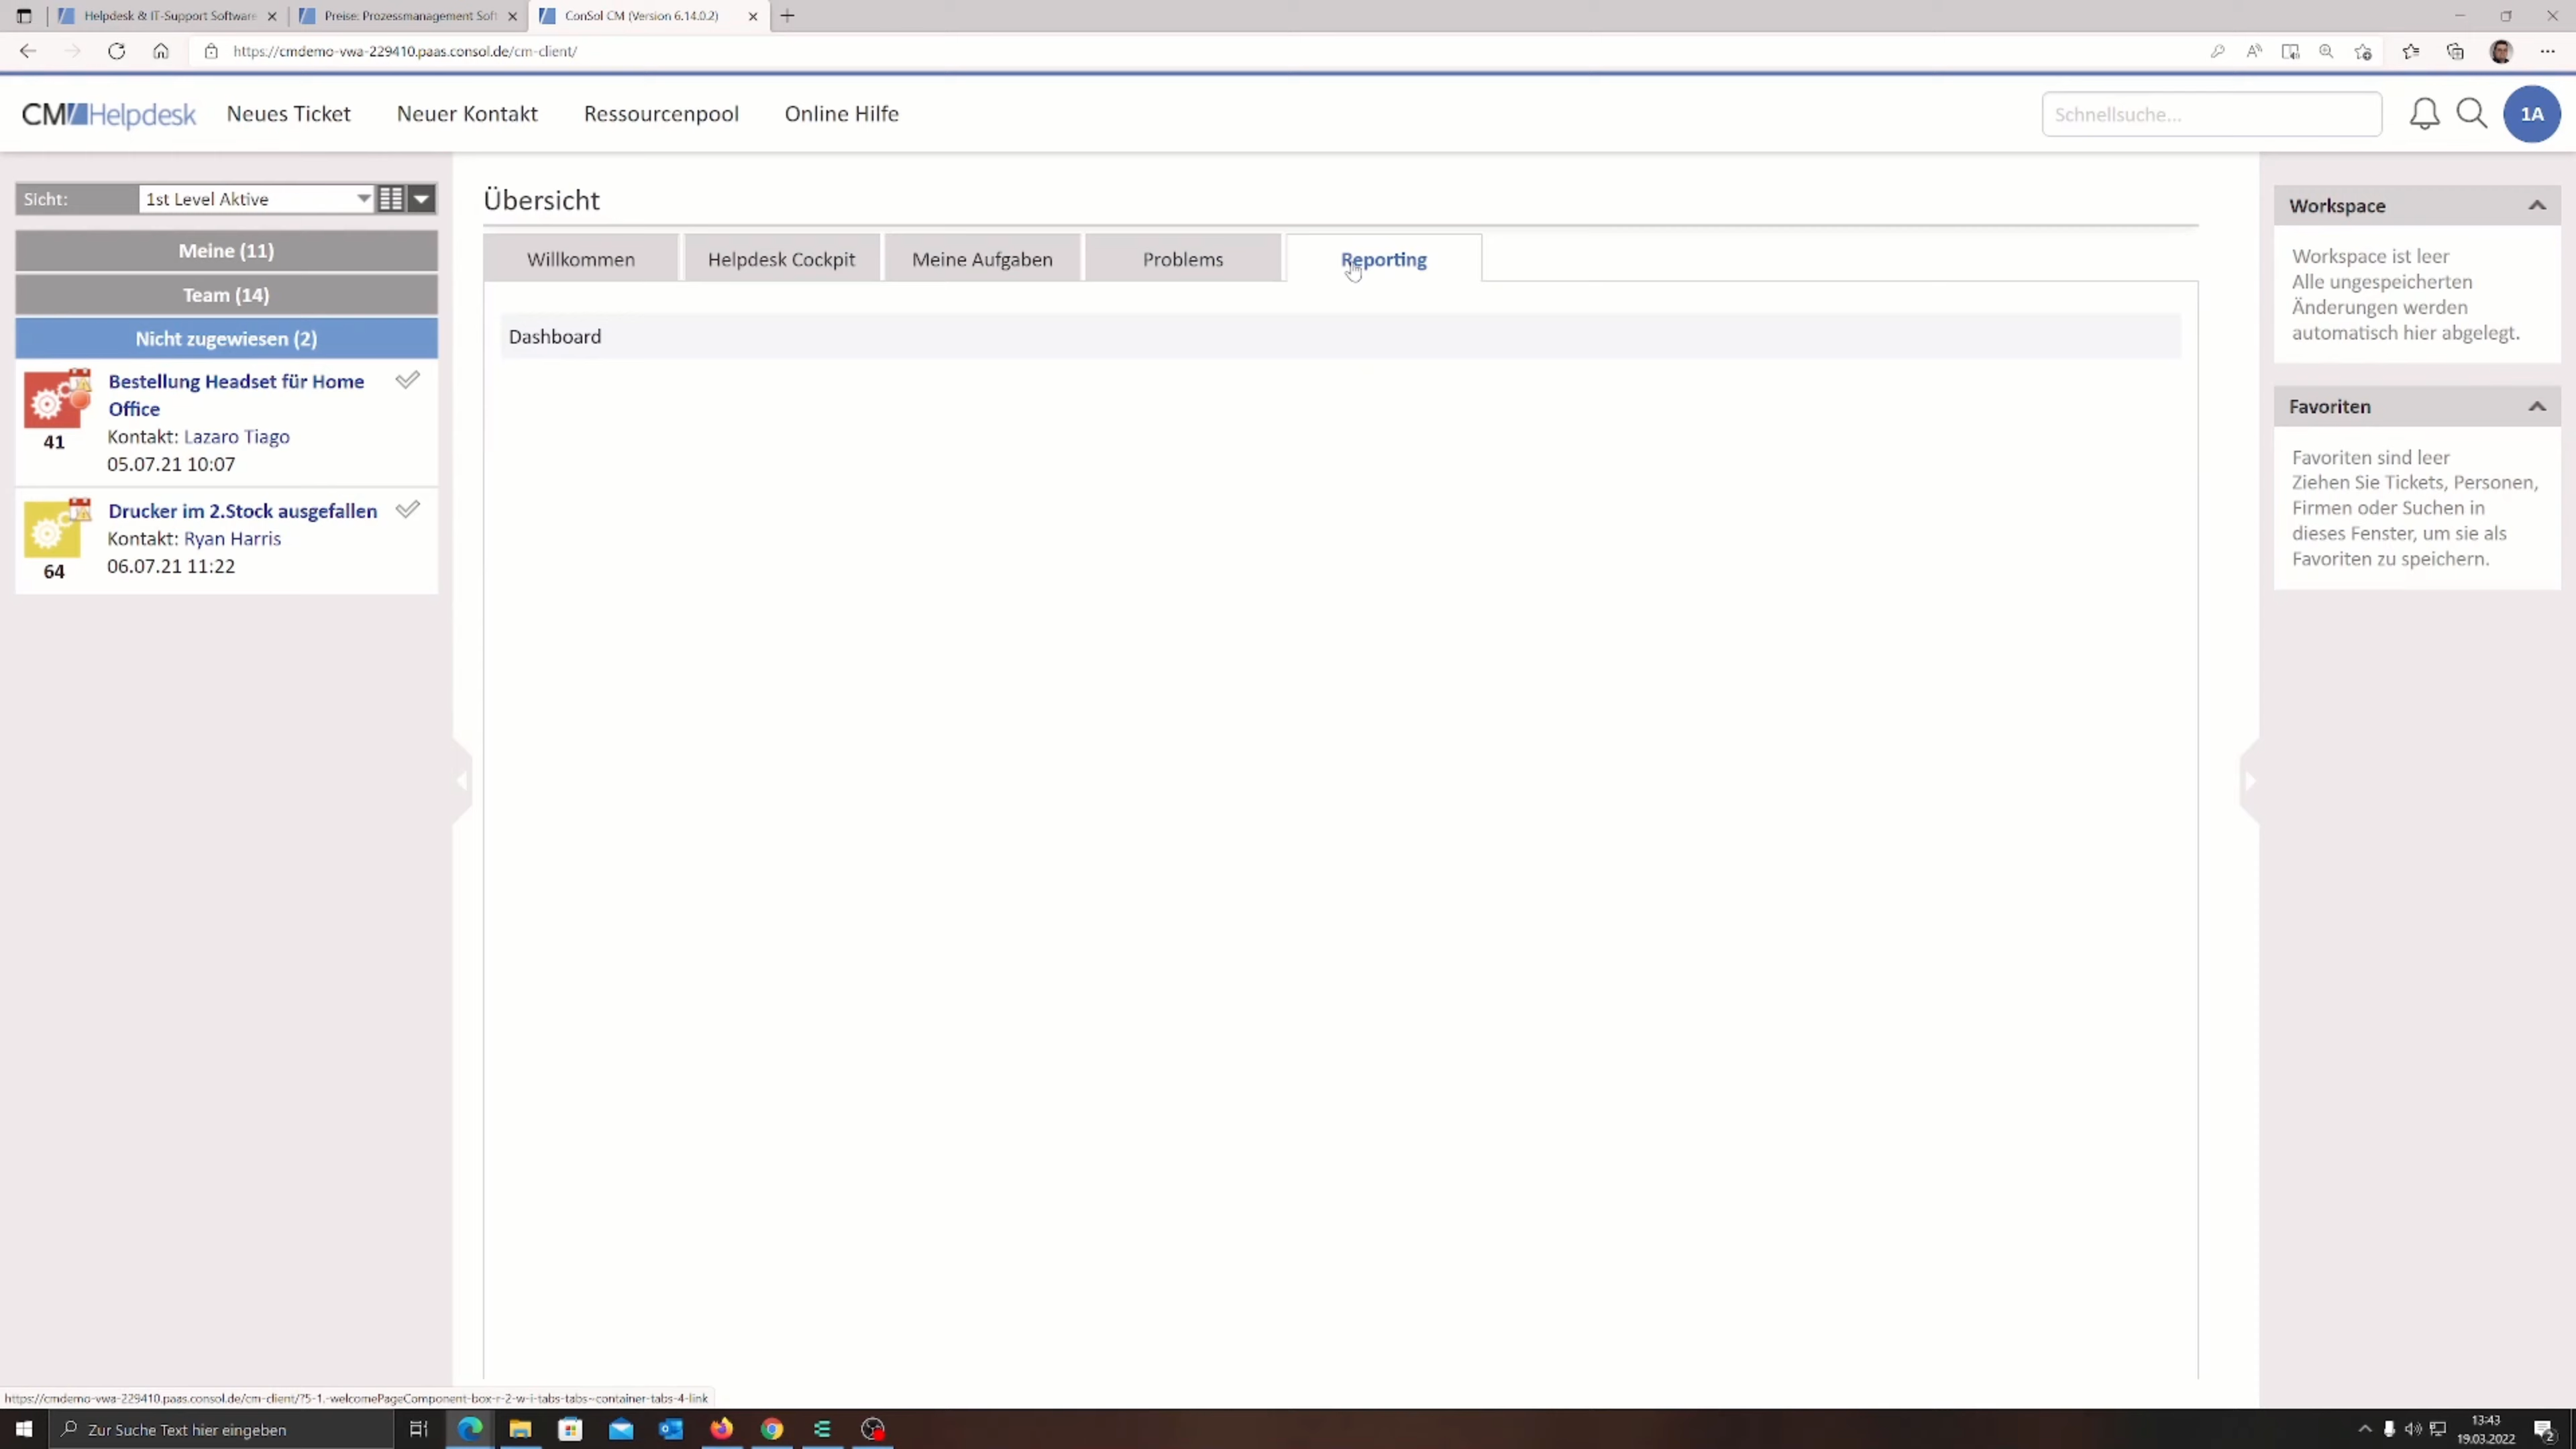 Helpdesk & IT-Support Software
Preise: Prozessmanagement Soft
ConSol CM (Version 6.14.0.2)
https://cmdemo-vwa-229410.paas.consol.de/cm-client/
CM/Helpdesk
Neues Ticket
Neuer Kontakt
Ressourcenpool
Online Hilfe
Schnellsuche...
1A
Sicht:
1st Level Aktive
Meine (11)
Team (14)
Nicht zugewiesen (2)
Bestellung Headset für Home
Office
41
Kontakt: Lazaro Tiago
05.07.21 10:07
Drucker im 2.Stock ausgefallen
Kontakt: Ryan Harris
64
06.07.21 11:22
Übersicht
Willkommen
Helpdesk Cockpit
Meine Aufgaben
Problems
Reporting
Dashboard
Workspace
Workspace ist leer
Alle ungespeicherten
Änderungen werden
automatisch hier abgelegt.
Favoriten
Favoriten sind leer
Ziehen Sie Tickets, Personen,
Firmen oder Suchen in
dieses Fenster, um sie als
Favoriten zu speichern.
https://cmdemo-vwa-229410.paas.consol.de/cm-client/?5-1.-welcomePageComponent-box-r-2-w-i-tabs-tabs~container-tabs-4-link
Zur Suche Text hier eingeben
13:43
19.03.2022
2